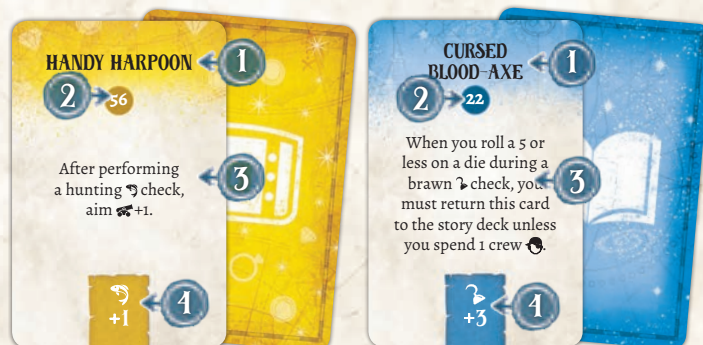 HANDY HARPOON
1
2
56
After performing
a hunting check,
aim +1.
3
+1
4
CURSED
BLOOD-AXE
1
2
22
When you roll a 5 or
less on a die during a
brawn check, you
must return this card
to the story deck unless
you spend 1 crew .
3
+3
4